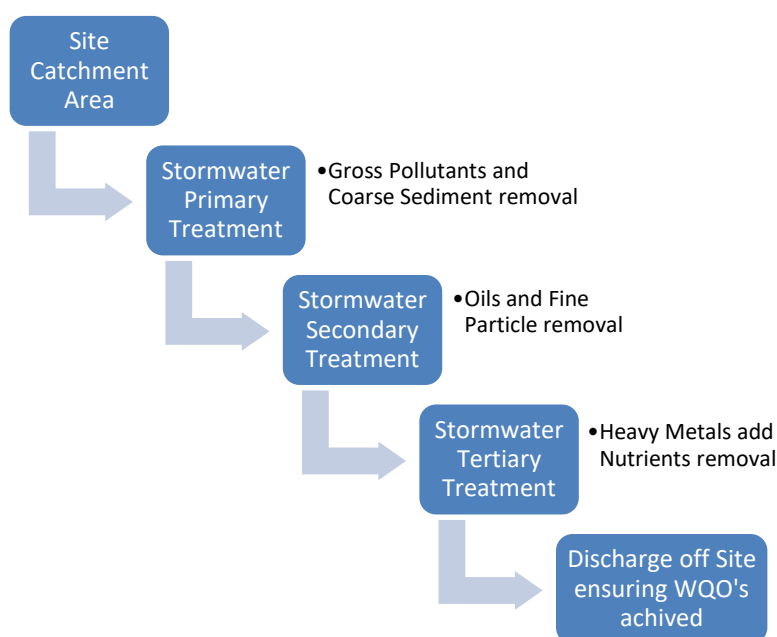 Site
Catchment
Area
Stormwater
Primary
Treatment
•Gross Pollutants and
Coarse Sediment removal
Stormwater
Secondary
Treatment
•Oils and Fine
Particle removal
Stormwater
Tertiary
Treatment
•Heavy Metals add
Nutrients removal
Discharge off Site
ensuring WQO's
achived